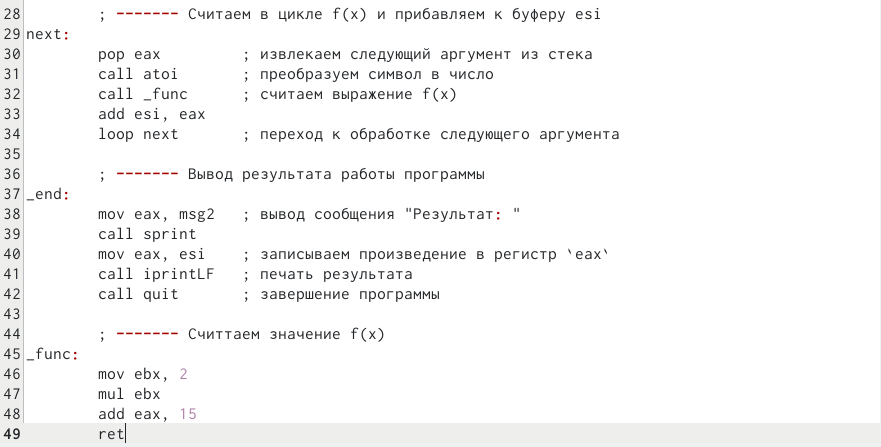 28        ; ------- Считаем в цикле f(x) и прибавляем к буферу esi
29 next:
30        pop eax         ; извлекаем следующий аргумент из стека
31        call atoi       ; преобразуем символ в число
32        call _func      ; считаем выражение f(x)
33        add esi, eax
34        loop next       ; переход к обработке следующего аргумента
35
36        ; ------- Вывод результата работы программы
37 _end:
38        mov eax, msg2   ; вывод сообщения "Результат: "
39        call sprint
40        mov eax, esi    ; записываем произведение в регистр `eax`
41        call iprintLF   ; печать результата
42        call quit       ; завершение программы
43
44        ; ------- Считтаем значение f(x)
45 _func:
46        mov ebx, 2
47        mul ebx
48        add eax, 15
49        ret